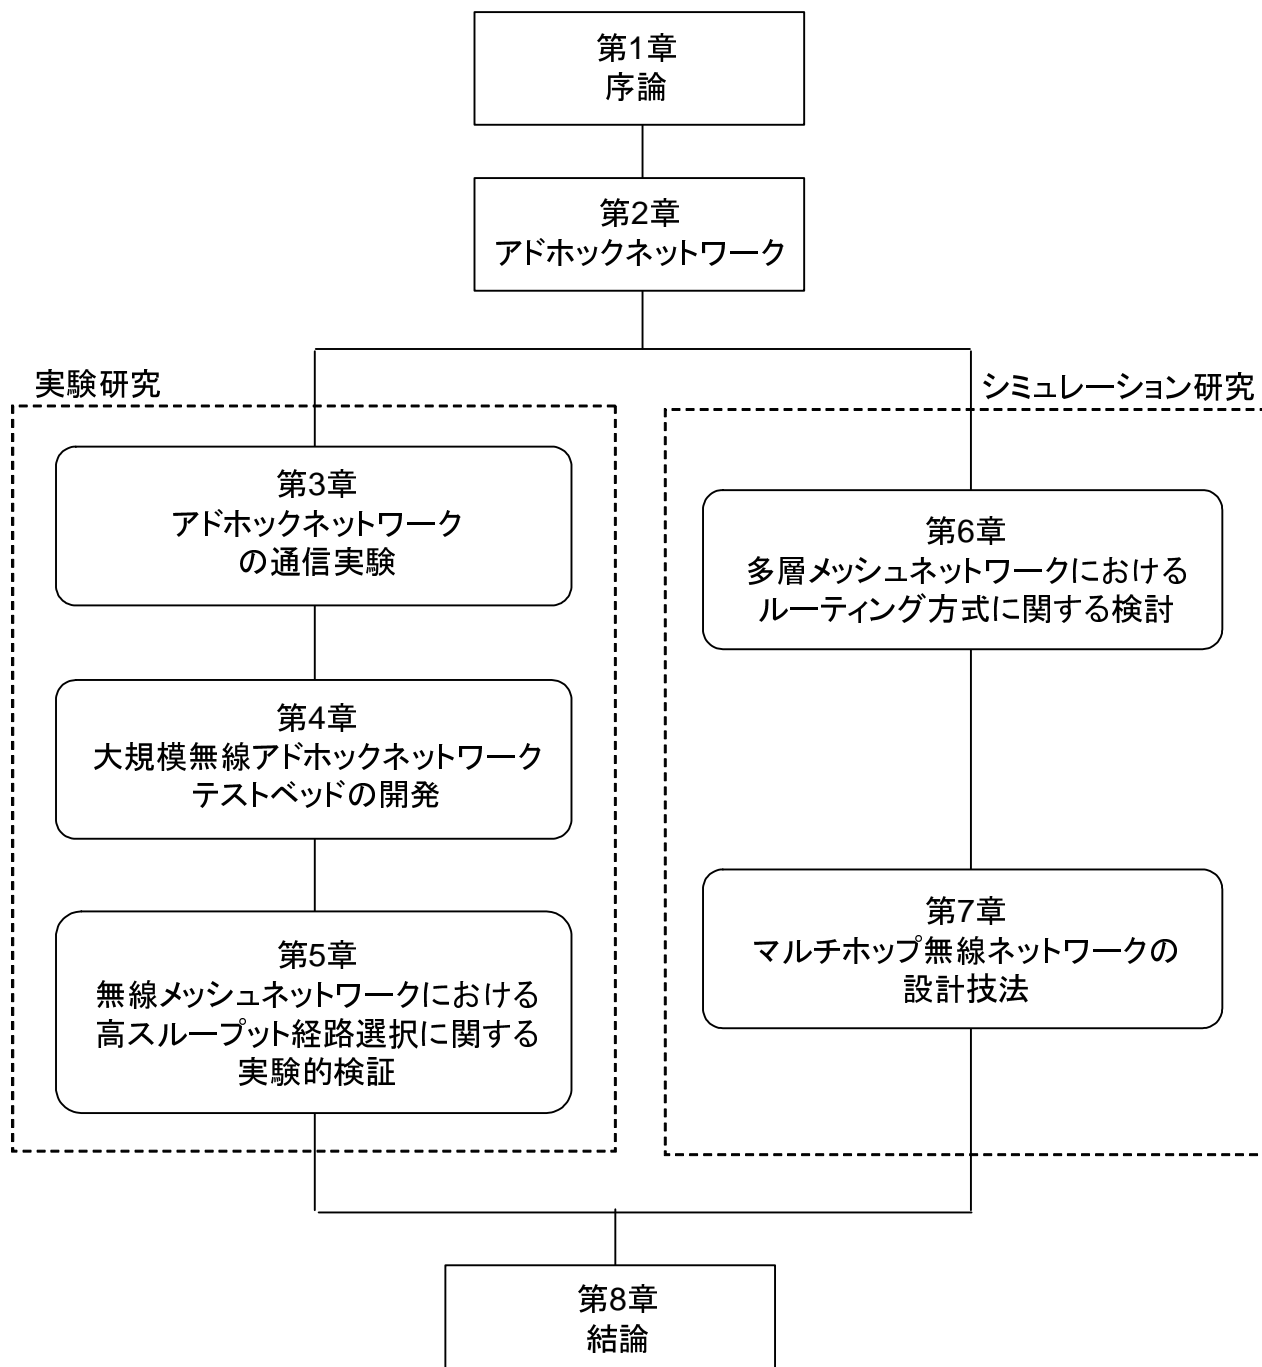 第1章
序論
第2章
アドホックネットワーク
実験研究
第3章
アドホックネットワーク
の通信実験
第4章
大規模無線アドホックネットワーク
テストベッドの開発
第5章
無線メッシュネットワークにおける
高スループット経路選択に関する
実験的検証
シミュレーション研究
第6章
多層メッシュネットワークにおける
ルーティング方式に関する検討
第7章
マルチホップ無線ネットワークの
設計技法
第8章
結論